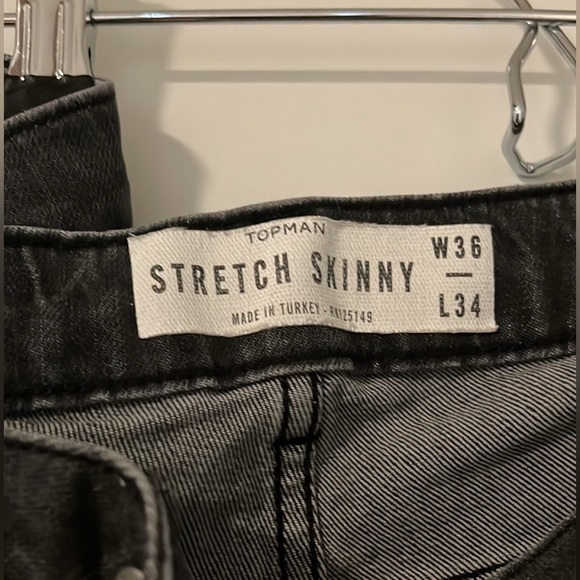 TOPMAN
STRETCH SKINNY
MADE IN TURKEY -
W36
L34